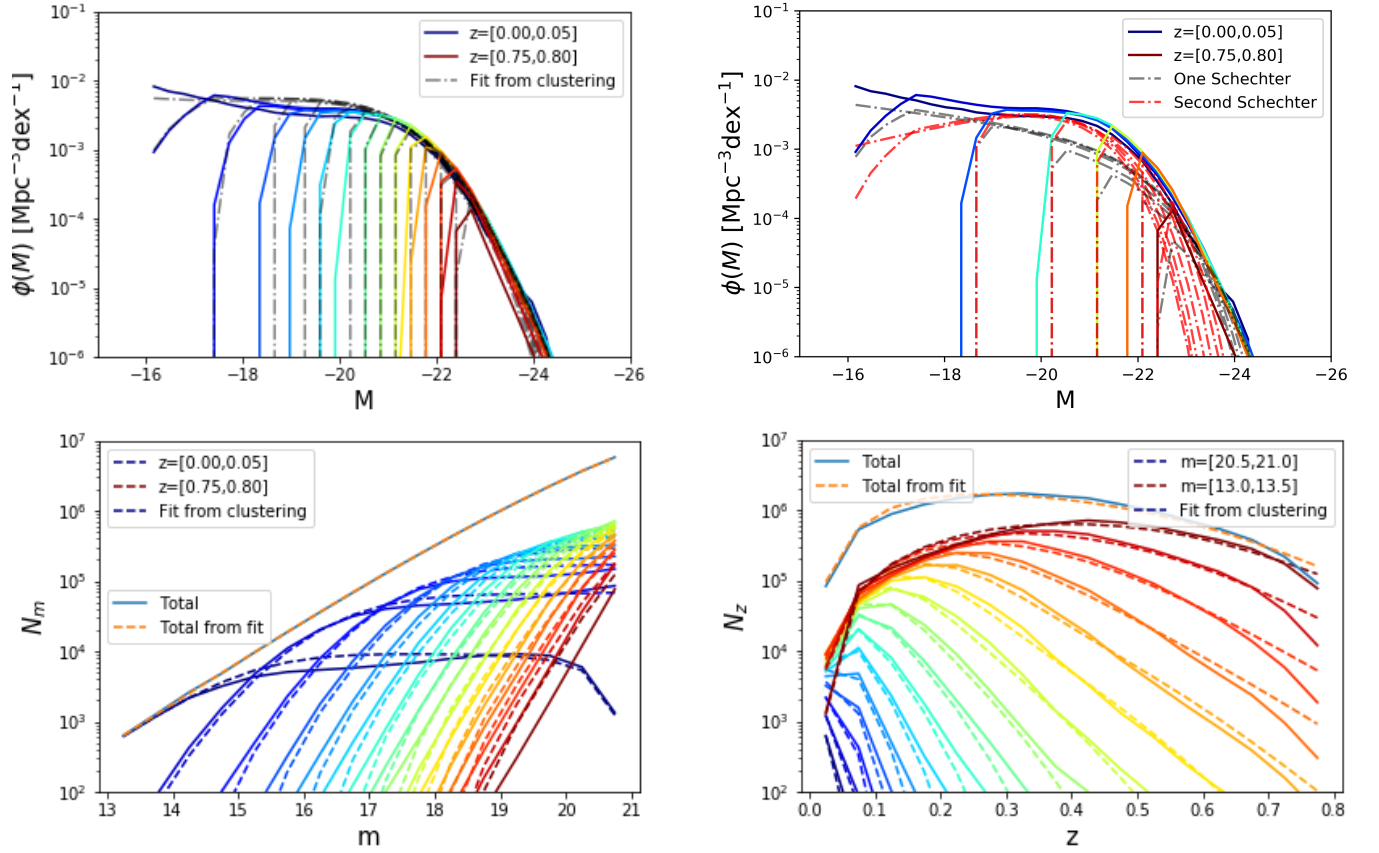 10⁻¹
10⁻²
10⁻³
10⁻⁴
10⁻⁵
10⁻⁶
ϕ(M) [Mpc⁻³dex⁻¹]
z=[0.00,0.05]
z=[0.75,0.80]
Fit from clustering
−16 −18 −20 −22 −24 −26
M
10⁻¹
10⁻²
10⁻³
10⁻⁴
10⁻⁵
10⁻⁶
ϕ(M) [Mpc⁻³dex⁻¹]
z=[0.00,0.05]
z=[0.75,0.80]
One Schechter
Second Schechter
−16 −18 −20 −22 −24 −26
M
10⁷
10⁶
10⁵
10⁴
10³
10²
Nₘ
z=[0.00,0.05]
z=[0.75,0.80]
Fit from clustering
Total
Total from fit
13 14 15 16 17 18 19 20 21
m
10⁷
10⁶
10⁵
10⁴
10³
10²
N_z
Total
Total from fit
m=[20.5,21.0]
m=[13.0,13.5]
Fit from clustering
0.0 0.1 0.2 0.3 0.4 0.5 0.6 0.7 0.8
z